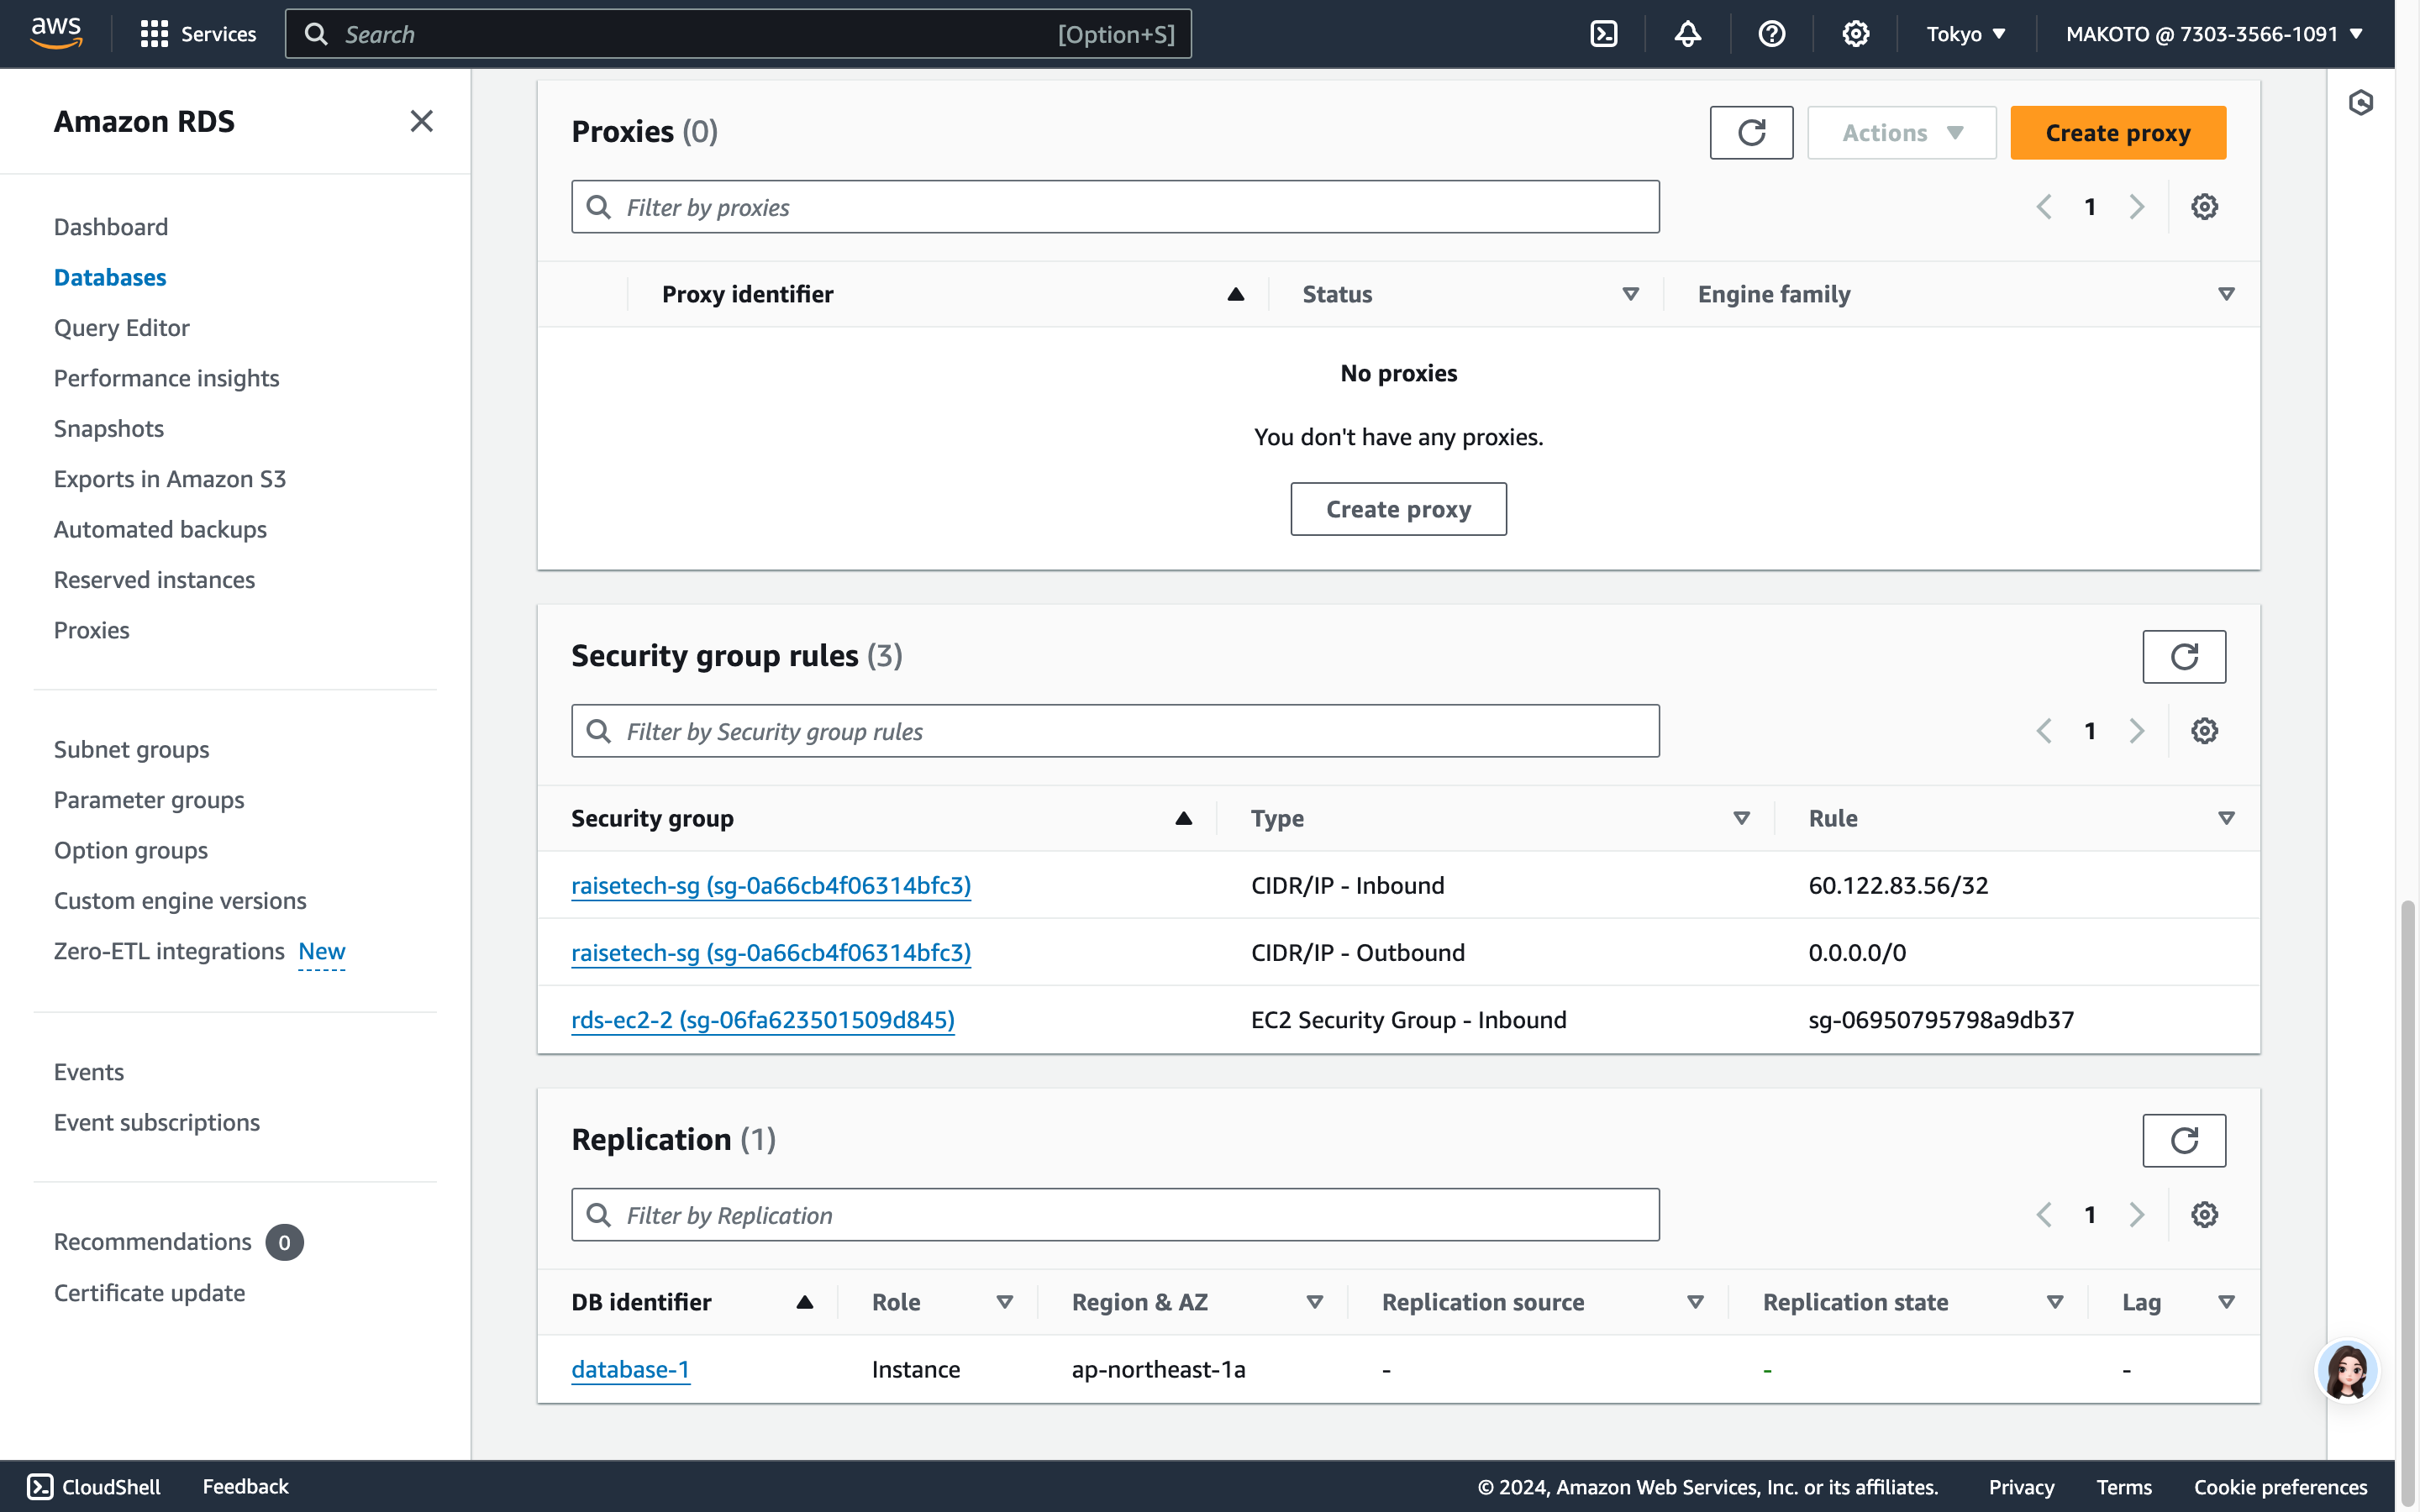 aws Services Search [Option+S] Tokyo MAKOTO @ 7303-3566-1091
Amazon RDS
Dashboard
Databases
Query Editor
Performance insights
Snapshots
Exports in Amazon S3
Automated backups
Reserved instances
Proxies
Subnet groups
Parameter groups
Option groups
Custom engine versions
Zero-ETL integrations New
Events
Event subscriptions
Recommendations 0
Certificate update
Proxies (0)
Actions
Create proxy
Filter by proxies
1
Proxy identifier Status Engine family
No proxies
You don't have any proxies.
Create proxy
Security group rules (3)
Filter by Security group rules
1
Security group Type Rule
raisetech-sg (sg-0a66cb4f06314bfc3) CIDR/IP - Inbound 60.122.83.56/32
raisetech-sg (sg-0a66cb4f06314bfc3) CIDR/IP - Outbound 0.0.0.0/0
rds-ec2-2 (sg-06fa623501509d845) EC2 Security Group - Inbound sg-06950795798a9db37
Replication (1)
Filter by Replication
1
DB identifier Role Region & AZ Replication source Replication state Lag
database-1 Instance ap-northeast-1a - - -
CloudShell Feedback © 2024, Amazon Web Services, Inc. or its affiliates. Privacy Terms Cookie preferences